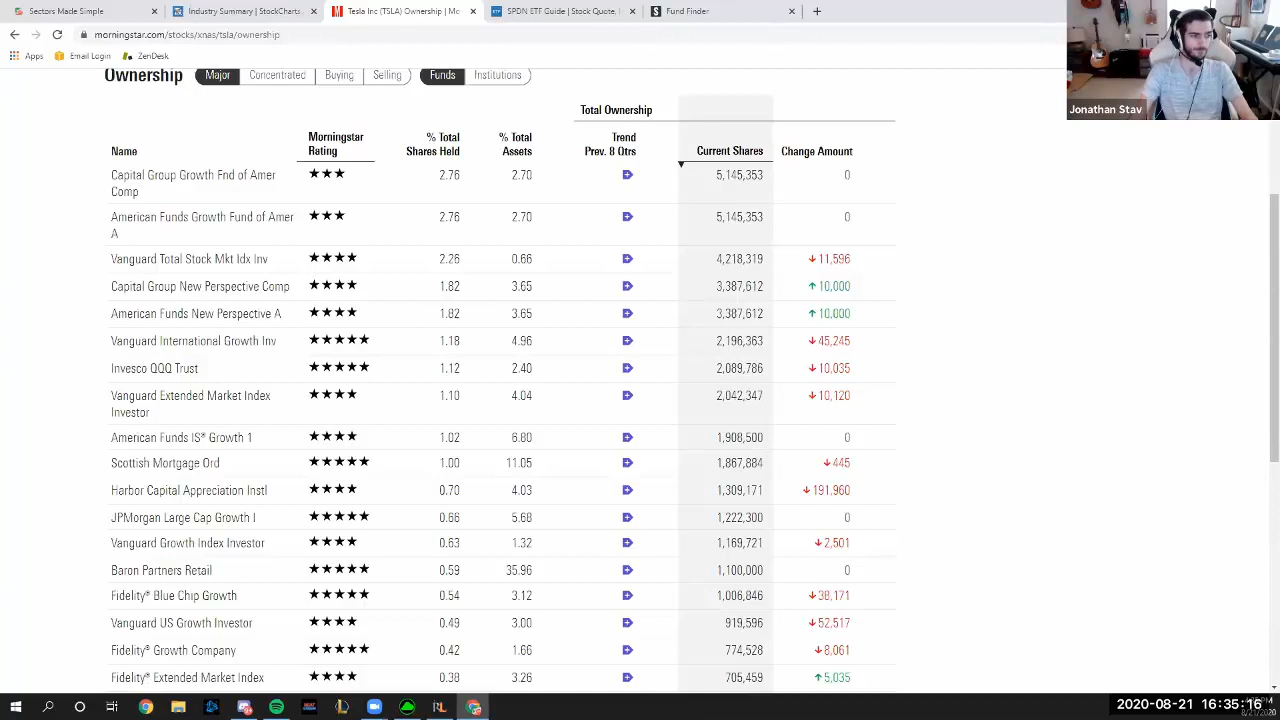 Sectors Made Simple
Industry Summary | StockCharts
Tesla Inc (TSLA) Ownership | Mo
SPDN ETF Guide | Stock Quote,
Fund Finder
morningstar.com/stocks/xnas/tsla/ownership
Apps Email Login ZenDesk
Jonathan Stav
Ownership Major Concentrated Buying Selling Funds Institutions
Total Ownership
Name
Morningstar Rating
% Total Shares Held
% Total Assets
Trend Prev. 8 Qtrs
Current Shares
Change Amount
Capital Group Growth Fnd of Amer Comp ★★★ 2.76 2.70 5,145,353 0
American Funds Growth Fund of Amer A ★★★ 2.76 2.70 5,145,353 0
Vanguard Total Stock Mkt Idx Inv ★★★★ 2.26 0.66 4,218,319 ↓11,596
Capital Group New Perspective Comp ★★★★ 1.82 3.65 3,387,612 ↑10,000
American Funds New Perspective A ★★★★ 1.82 3.65 3,387,612 ↑10,000
Vanguard International Growth Inv ★★★★★ 1.18 4.96 2,196,363 ↓45,245
Invesco QQQ Trust ★★★★★ 1.12 2.40 2,089,786 ↓10,035
Vanguard Extended Market Index Investor ★★★★ 1.10 4.04 2,042,347 ↓10,120
American Funds IS® Growth 1 ★★★★ 1.02 6.80 1,908,500 0
Scottish Mortgage Ord ★★★★★ 1.00 11.05 1,867,884 ↓445
Harbor Capital Appreciation Instl ★★★★ 0.70 4.03 1,309,171 ↓191,960
JPMorgan Large Cap Growth I ★★★★★ 0.66 5.68 1,222,300 0
Vanguard Growth Index Investor ★★★★ 0.63 1.32 1,169,721 ↓2,501
Baron Partners Retail ★★★★★ 0.59 35.96 1,100,000 0
Fidelity® Blue Chip Growth ★★★★★ 0.54 3.12 1,006,846 ↓38,171
Vanguard US Growth Investor ★★★★ 0.49 3.00 919,596 ↓52,517
Fidelity® Growth Company ★★★★★ 0.42 1.66 774,528 ↓8,061
Fidelity® Extended Market Index ★★★★ 0.38 3.26 705,459 ↑5,035
2020-08-21 16:35:16